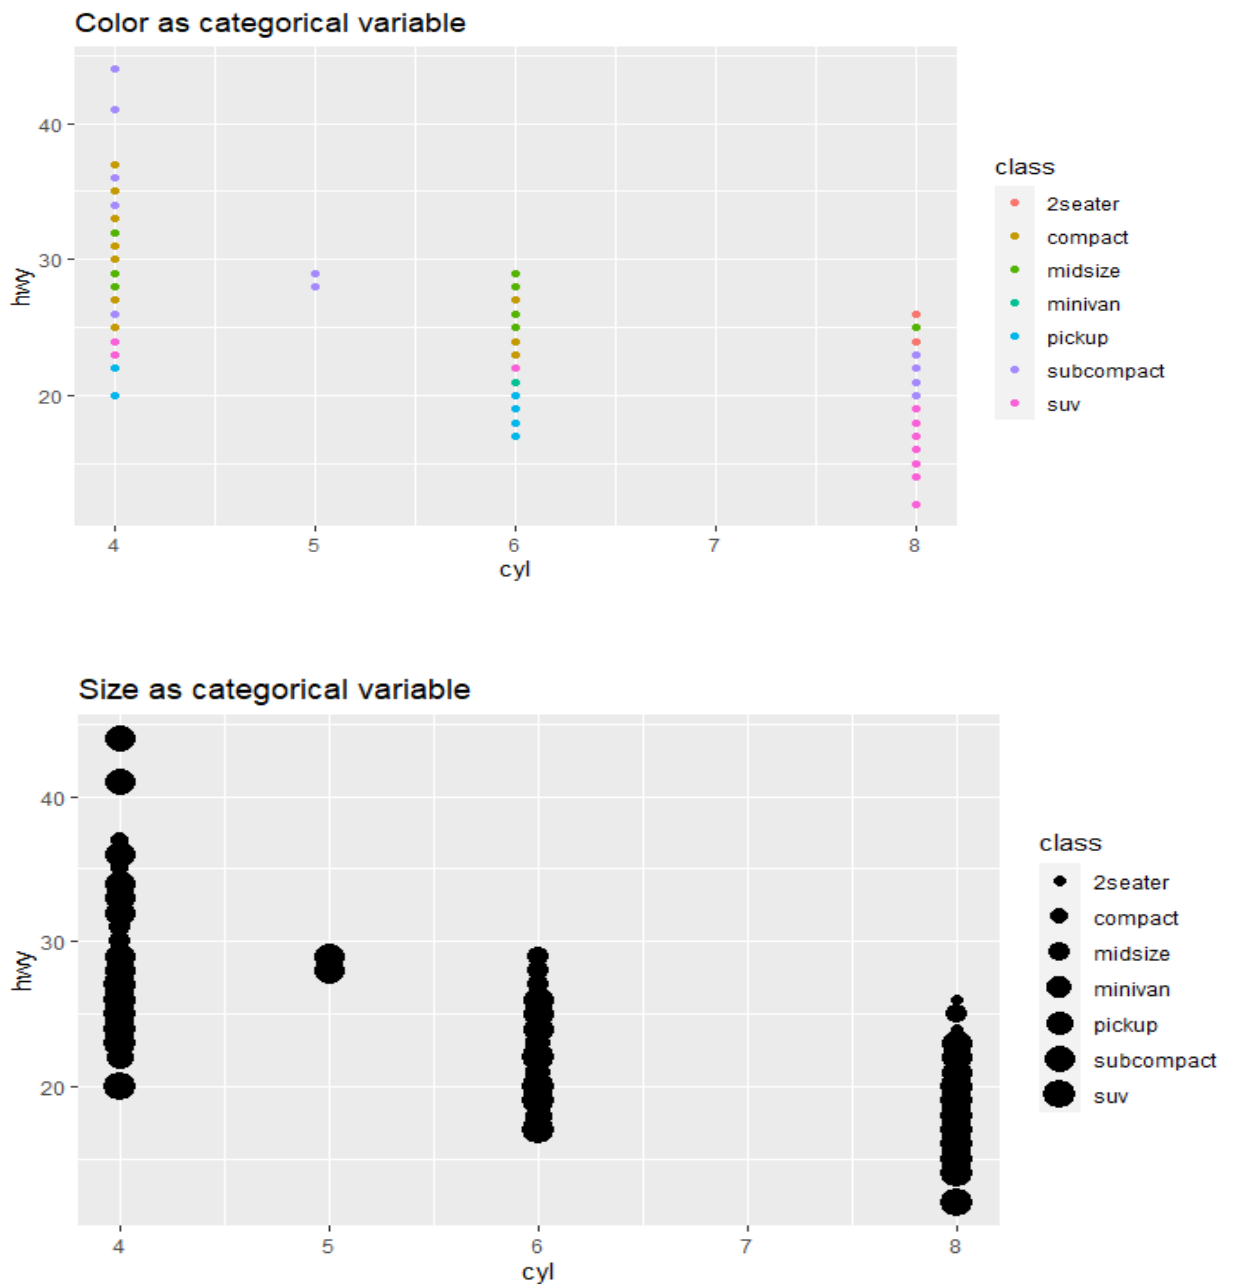 Color as categorical variable
40
30
20
hwy
4 5 6 7 8
cyl
class
2seater
compact
midsize
minivan
pickup
subcompact
suv
Size as categorical variable
40
30
20
hwy
4 5 6 7 8
cyl
class
2seater
compact
midsize
minivan
pickup
subcompact
suv